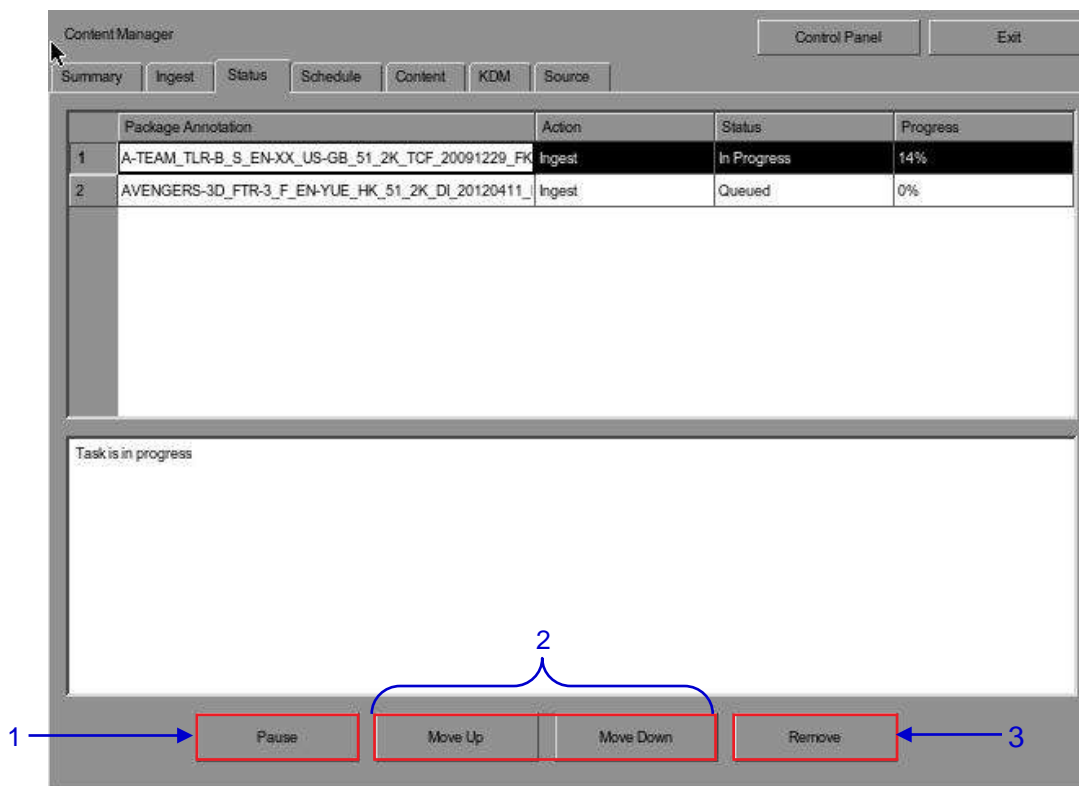 Content Manager
Control Panel
Exit
Summary
Ingest
Status
Schedule
Content
KDM
Source
Package Annotation
Action
Status
Progress
1
A-TEAM_TLR-B_S_EN-XX_US-GB_51_2K_TCF_20091229_FK
Ingest
In Progress
14%
2
AVENGERS-3D_FTR-3_F_EN-YUE_HK_51_2K_DI_20120411_
Ingest
Queued
0%
Task is in progress
2
1
Pause
Move Up
Move Down
Remove
3